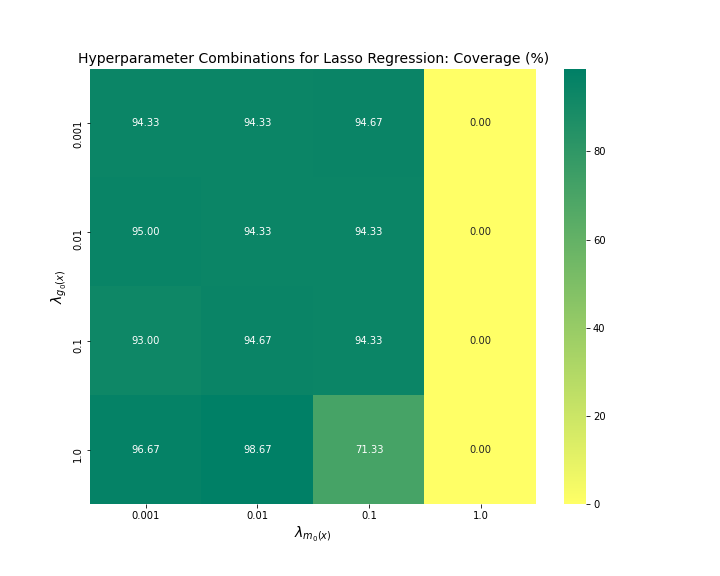 Hyperparameter Combinations for Lasso Regression: Coverage (%)
0.001 94.33 94.33 94.67 0.00
0.01 95.00 94.33 94.33 0.00
0.1 93.00 94.67 94.33 0.00
1.0 96.67 98.67 71.33 0.00
λ_{g_0(x)}
0.001 0.01 0.1 1.0
λ_{m_0(x)}
80
60
40
20
0